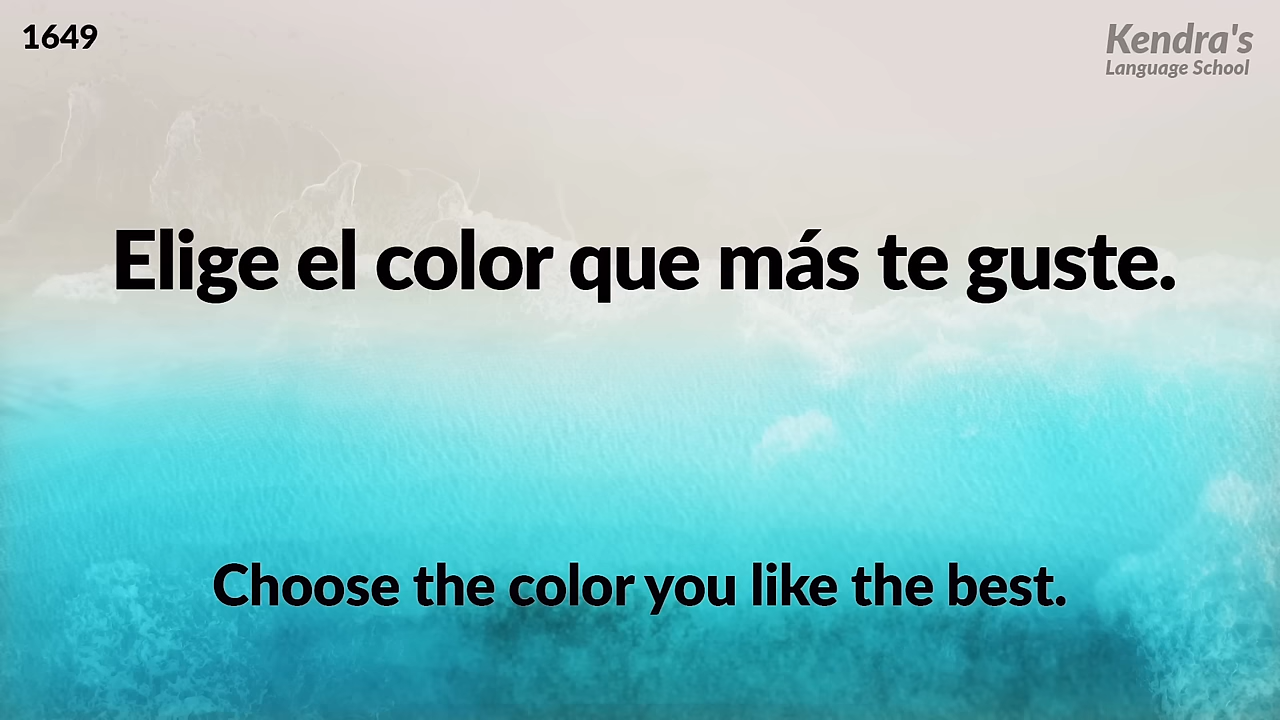 1649
Kendra's
Language School
Elige el color que más te guste.
Choose the color you like the best.